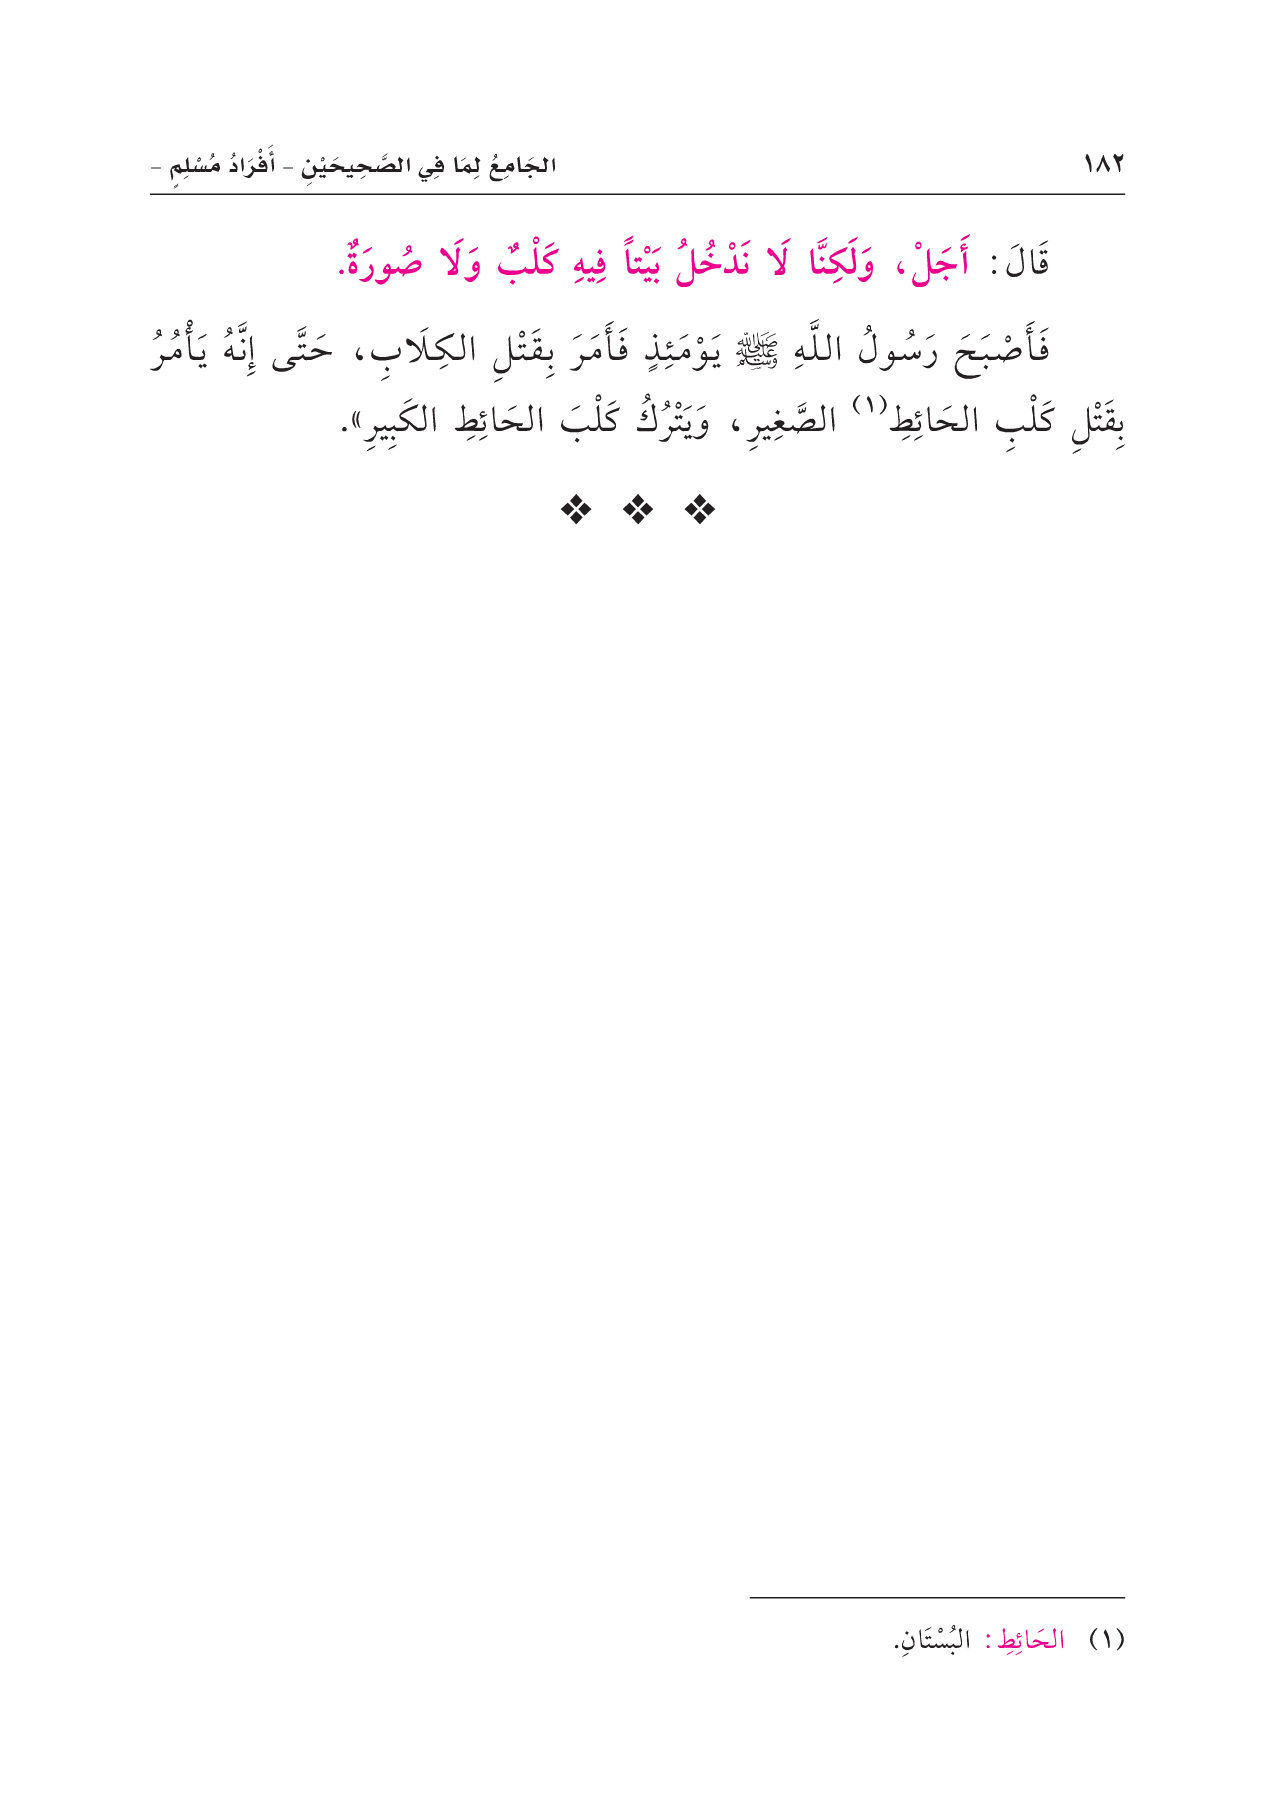 ١٨٢
الجَامِعُ لِمَا فِي الصَّحِيحَيْنِ - أَفْرَادُ مُسْلِمٍ -
قَالَ: أَجَلْ، وَلَكِنَّا لَا نَدْخُلُ بَيْتاً فِيهِ كَلْبٌ وَلَا صُورَةٌ.
فَأَصْبَحَ رَسُولُ اللَّهِ ﷺ يَوْمَئِذٍ فَأَمَرَ بِقَتْلِ الكِلَابِ، حَتَّى إِنَّهُ يَأْمُرُ
بِقَتْلِ كَلْبِ الحَائِطِ(١) الصَّغِيرِ، وَيَتْرُكُ كَلْبَ الحَائِطِ الكَبِيرِ».
(١) الحَائِطِ: البُسْتَانِ.